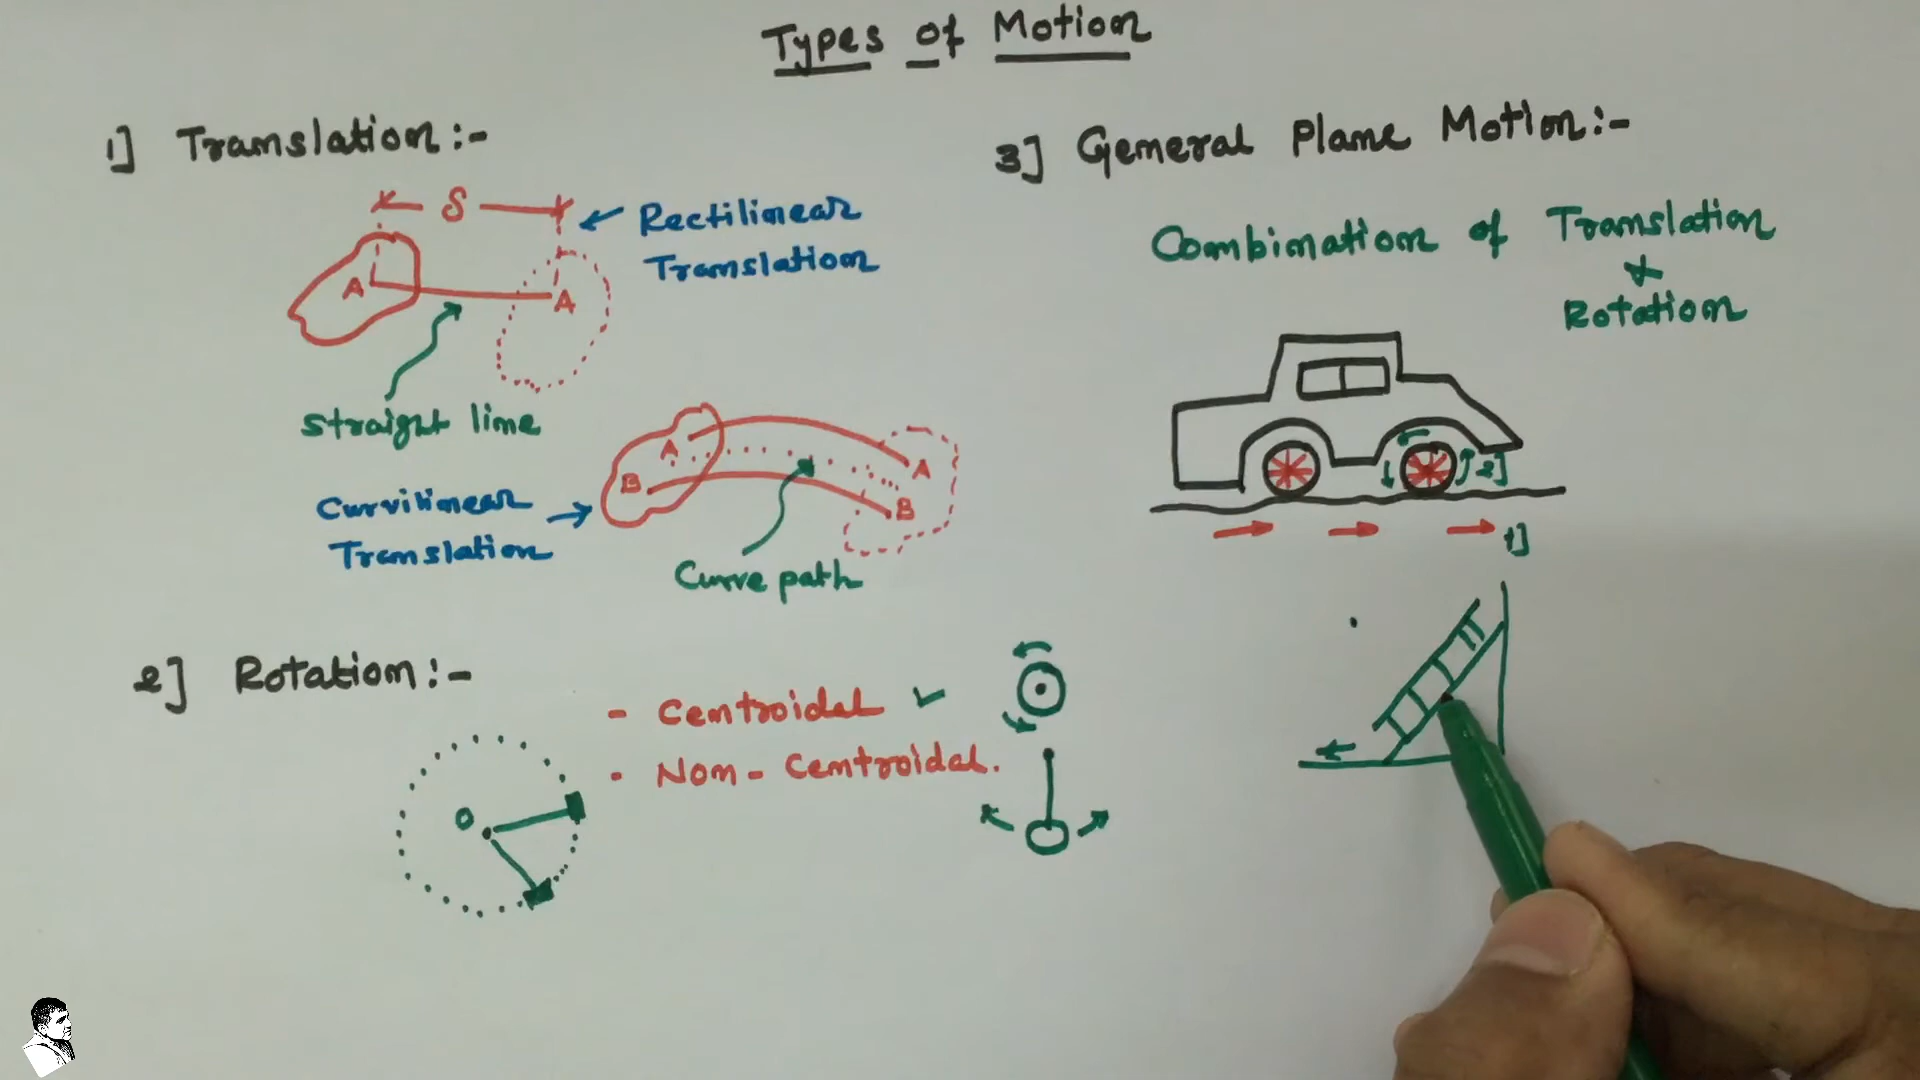 Types of Motion
1] Translation:-
S
Rectilinear
Translation
A
A
Straight line
A
B
A
B
Curvilinear
Translation
Curve path
2] Rotation:-
- Centroidal ✓
- Non-Centroidal.
O
3] General Plane Motion:-
Combination of Translation
&
Rotation
2]
1]